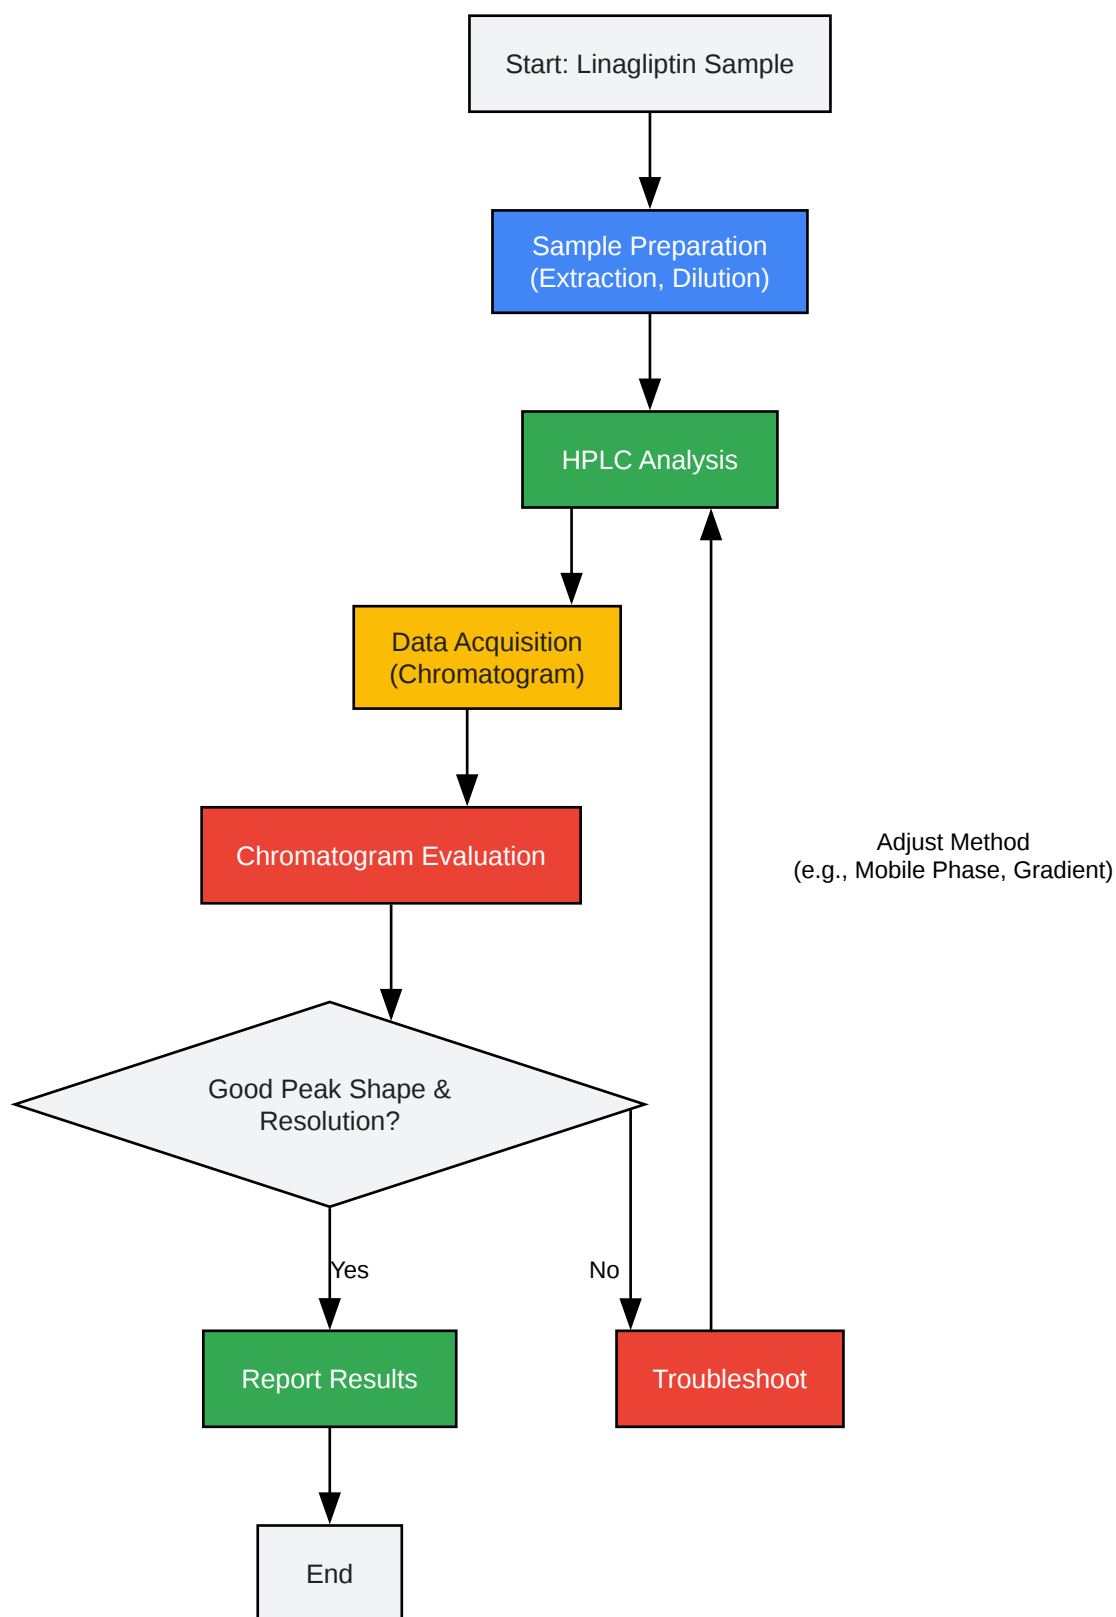 Start: Linagliptin Sample
Sample Preparation
(Extraction, Dilution)
HPLC Analysis
Data Acquisition
(Chromatogram)
Chromatogram Evaluation
Adjust Method
(e.g., Mobile Phase, Gradient)
Good Peak Shape &
Resolution?
Yes
No
Report Results
Troubleshoot
End